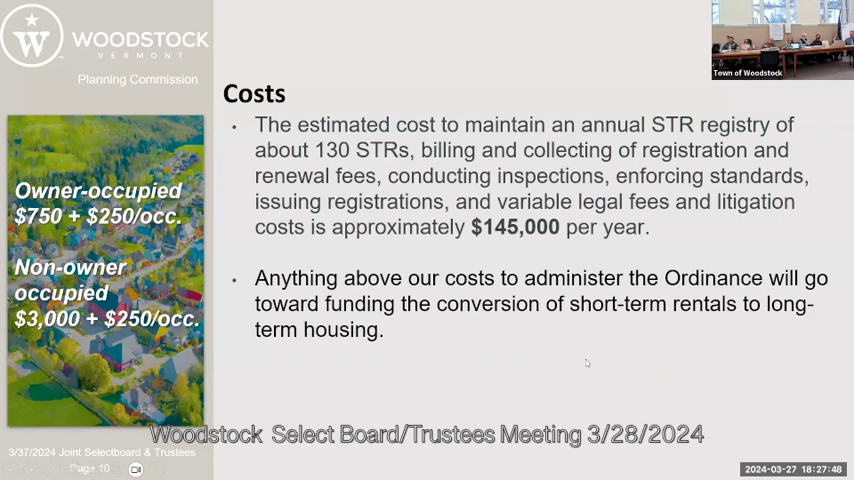 W
WOODSTOCK
VERMONT
Planning Commission
Owner-occupied
$750 + $250/occ.
Non-owner
occupied
$3,000 + $250/occ.
3/37/2024 Joint Selectboard & Trustees
Page 10
Costs
• The estimated cost to maintain an annual STR registry of
about 130 STRs, billing and collecting of registration and
renewal fees, conducting inspections, enforcing standards,
issuing registrations, and variable legal fees and litigation
costs is approximately $145,000 per year.
• Anything above our costs to administer the Ordinance will go
toward funding the conversion of short-term rentals to long-
term housing.
Town of Woodstock
Woodstock Select Board/Trustees Meeting 3/28/2024
2024-03-27 18:27:48